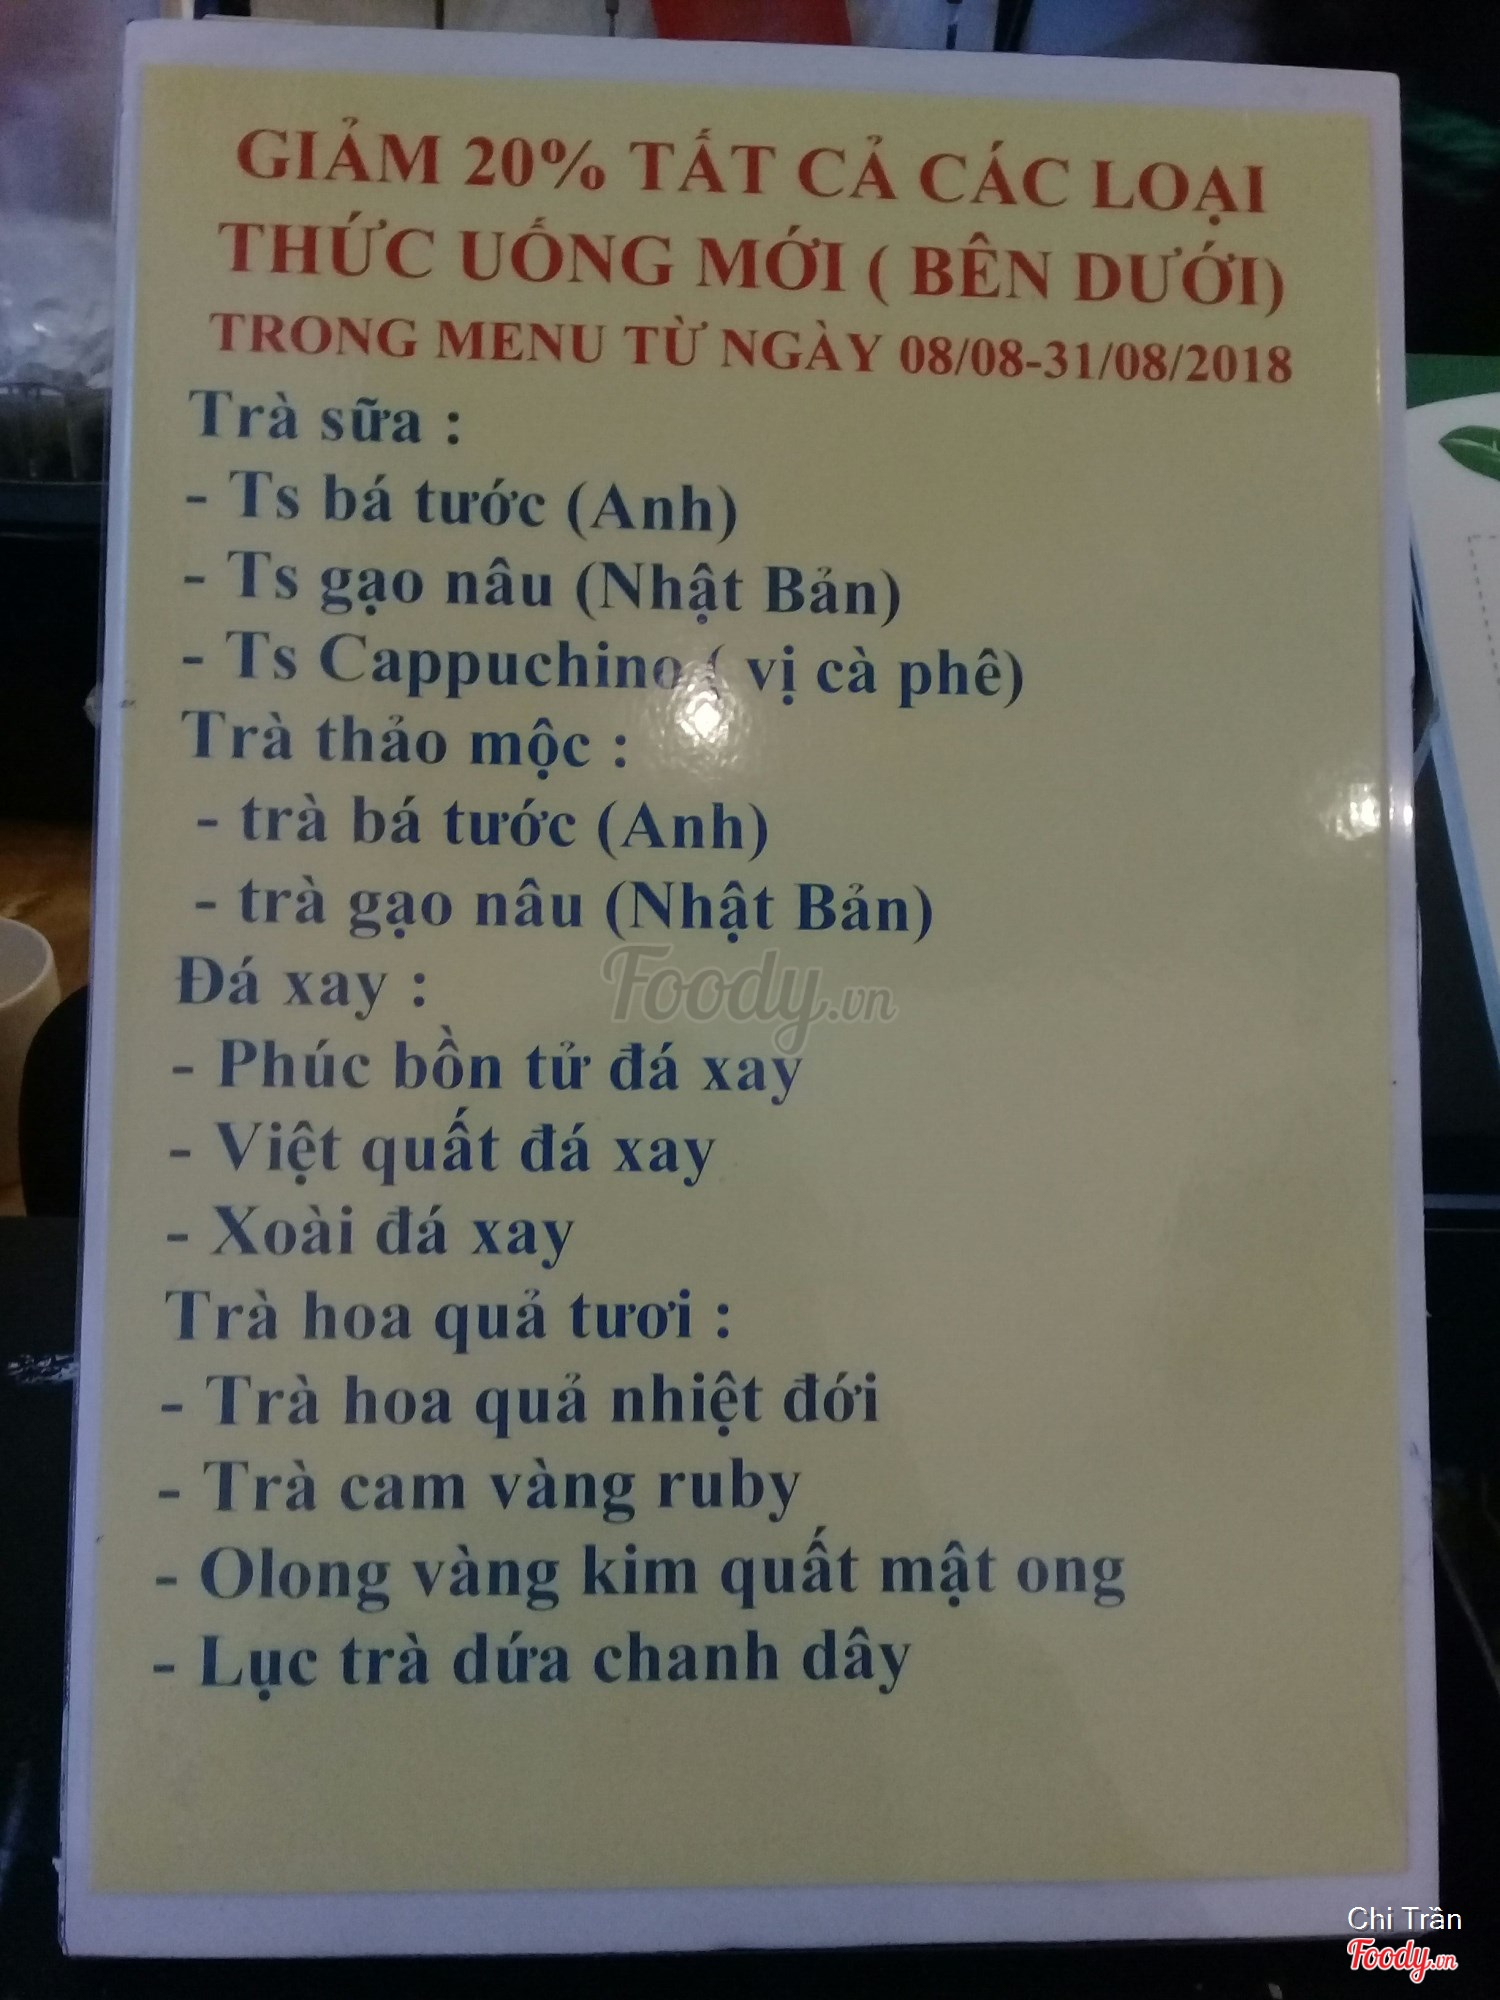 GIẢM 20% TẤT CẢ CÁC LOẠI
THỨC UỐNG MỚI ( BÊN DƯỚI)
TRONG MENU TỪ NGÀY 08/08-31/08/2018
Trà sữa :
- Ts bá tước (Anh)
- Ts gạo nâu (Nhật Bản)
- Ts Cappuchino ( vị cà phê)
Trà thảo mộc :
- trà bá tước (Anh)
- trà gạo nâu (Nhật Bản)
Đá xay :
Foody.vn
- Phúc bồn tử đá xay
- Việt quất đá xay
- Xoài đá xay
Trà hoa quả tươi :
- Trà hoa quả nhiệt đới
- Trà cam vàng ruby
- Olong vàng kim quất mật ong
- Lục trà dứa chanh dây
Chi Trần
Foody.vn